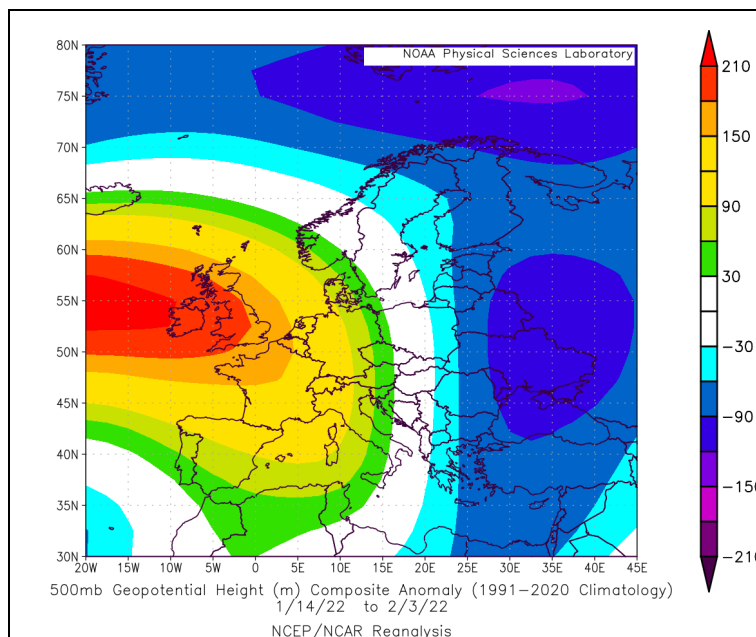 NOAA Physical Sciences Laboratory
80N
75N
70N
65N
60N
55N
50N
45N
40N
35N
30N
20W 15W 10W 5W 0 5E 10E 15E 20E 25E 30E 35E 40E 45E
210
150
90
30
−30
−90
−150
−210
500mb Geopotential Height (m) Composite Anomaly (1991−2020 Climatology)
1/14/22 to 2/3/22
NCEP/NCAR Reanalysis